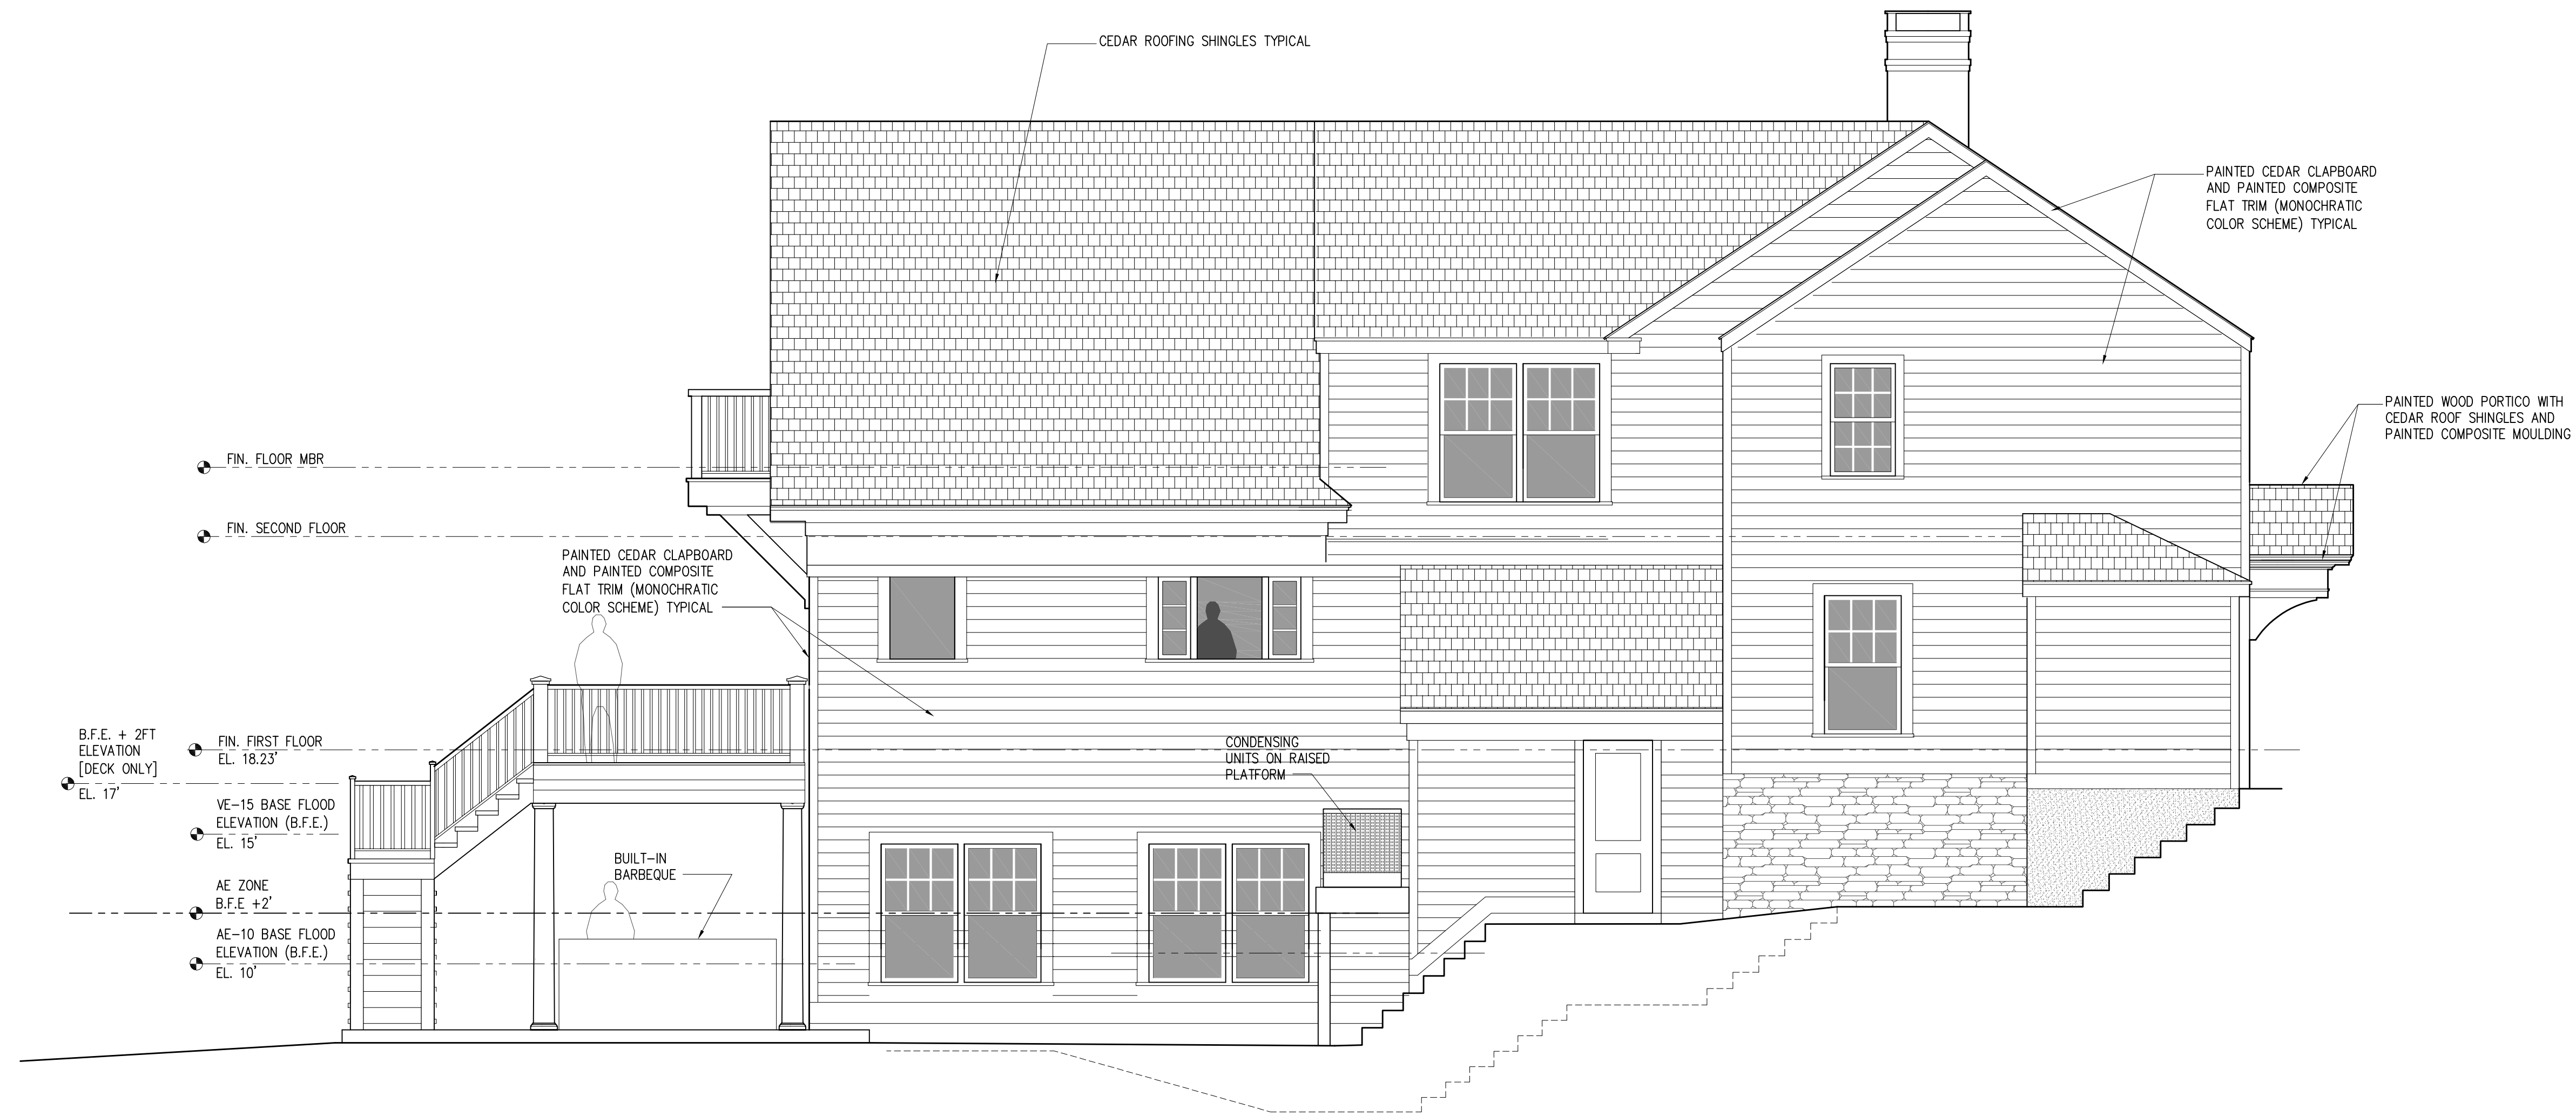 CEDAR ROOFING SHINGLES TYPICAL
PAINTED CEDAR CLAPBOARD
AND PAINTED COMPOSITE
FLAT TRIM (MONOCHRATIC
COLOR SCHEME) TYPICAL
PAINTED WOOD PORTICO WITH
CEDAR ROOF SHINGLES AND
PAINTED COMPOSITE MOULDING
FIN. FLOOR MBR
FIN. SECOND FLOOR
PAINTED CEDAR CLAPBOARD
AND PAINTED COMPOSITE
FLAT TRIM (MONOCHRATIC
COLOR SCHEME) TYPICAL
B.F.E. + 2FT
ELEVATION
[DECK ONLY]
EL. 17'
FIN. FIRST FLOOR
EL. 18.23'
VE-15 BASE FLOOD
ELEVATION (B.F.E.)
EL. 15'
CONDENSING
UNITS ON RAISED
PLATFORM
BUILT-IN
BARBEQUE
AE ZONE
B.F.E +2'
AE-10 BASE FLOOD
ELEVATION (B.F.E.)
EL. 10'